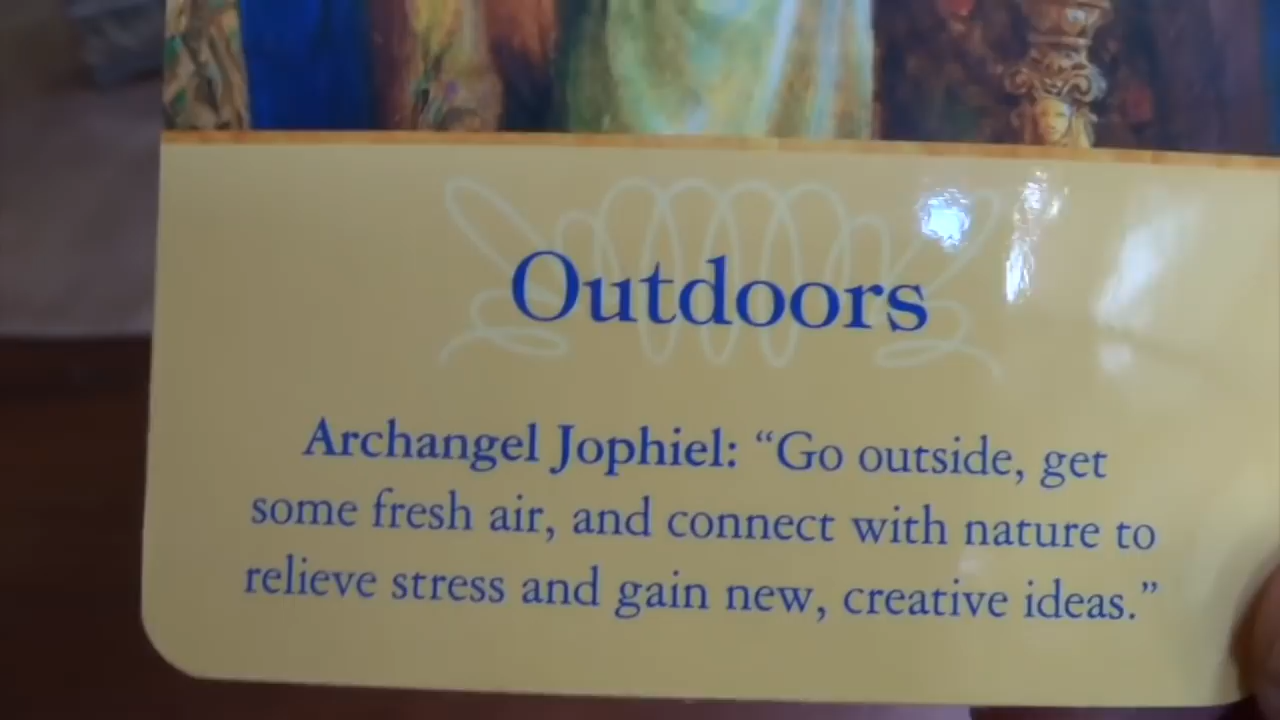 Outdoors
Archangel Jophiel: “Go outside, get
some fresh air, and connect with nature to
relieve stress and gain new, creative ideas.”